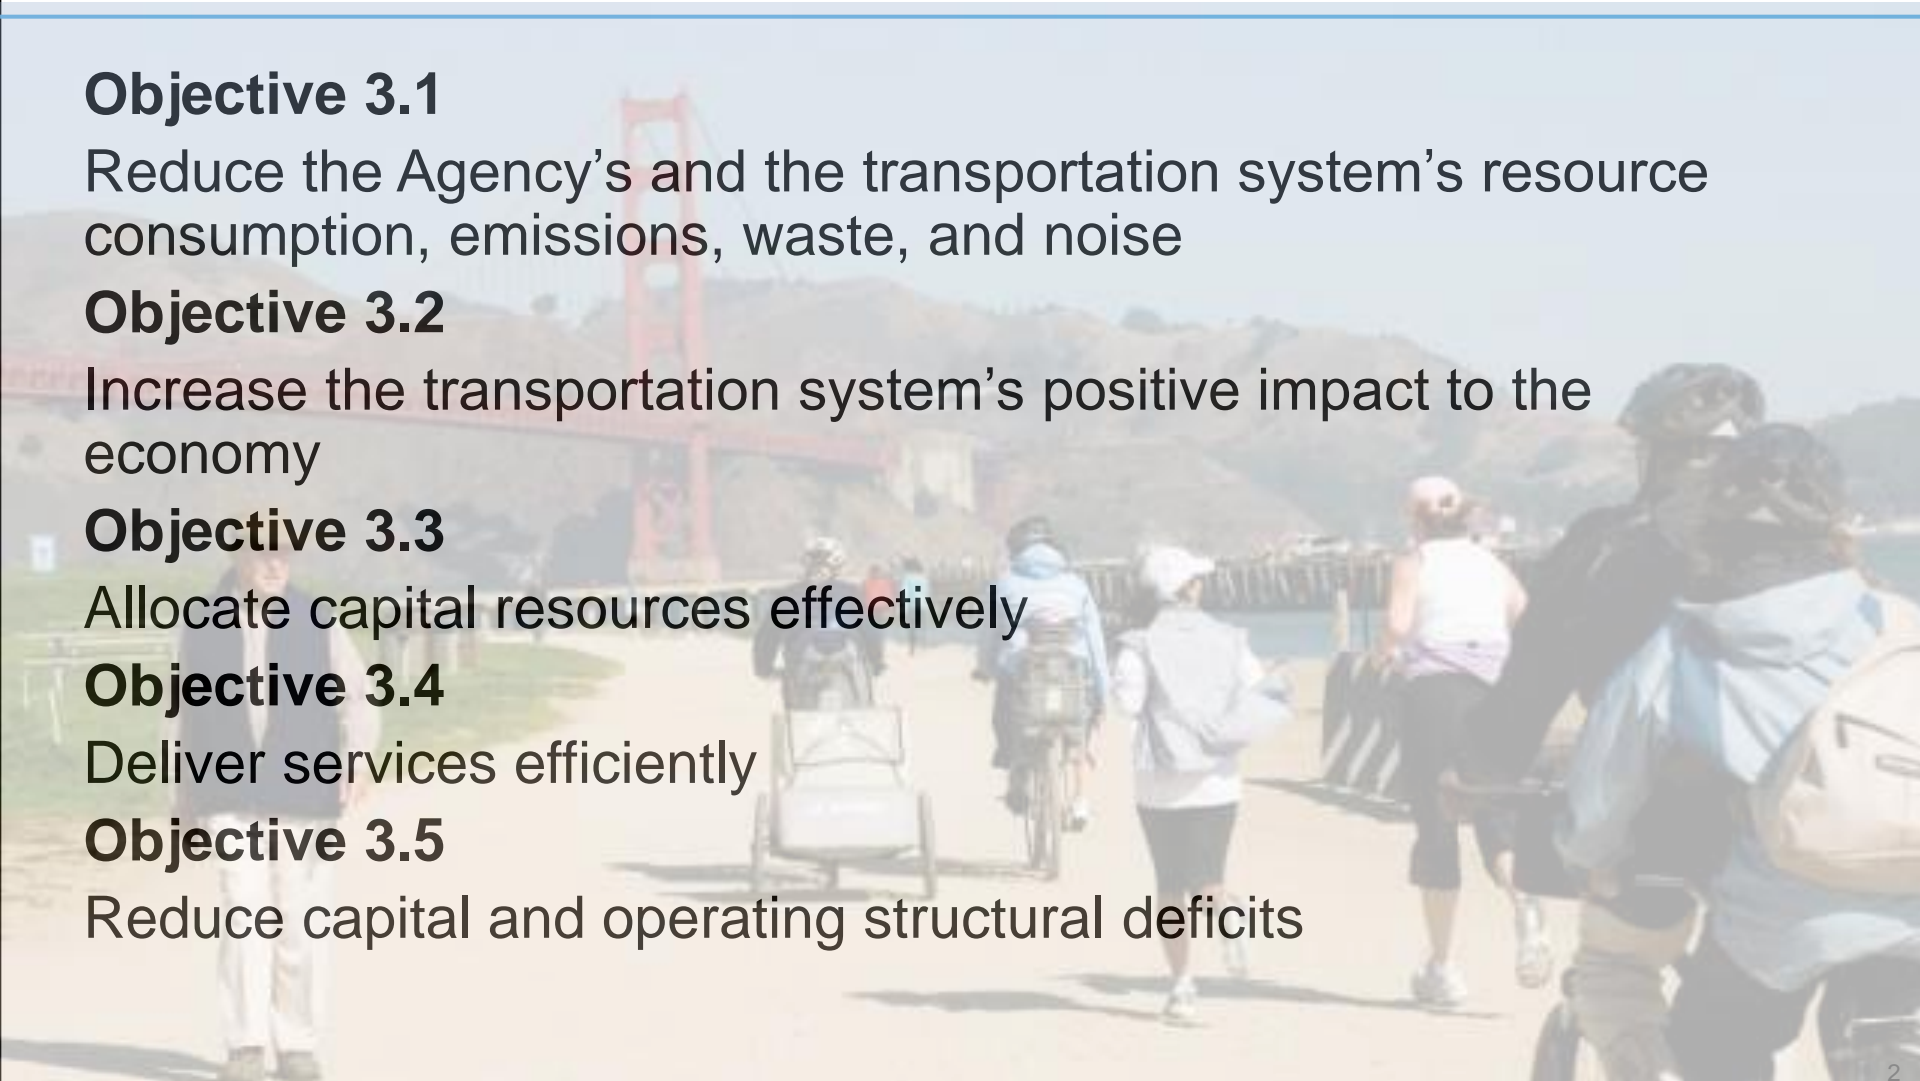 Objective 3.1
Reduce the Agency’s and the transportation system’s resource
consumption, emissions, waste, and noise
Objective 3.2
Increase the transportation system’s positive impact to the
economy
Objective 3.3
Allocate capital resources effectively
Objective 3.4
Deliver services efficiently
Objective 3.5
Reduce capital and operating structural deficits
2